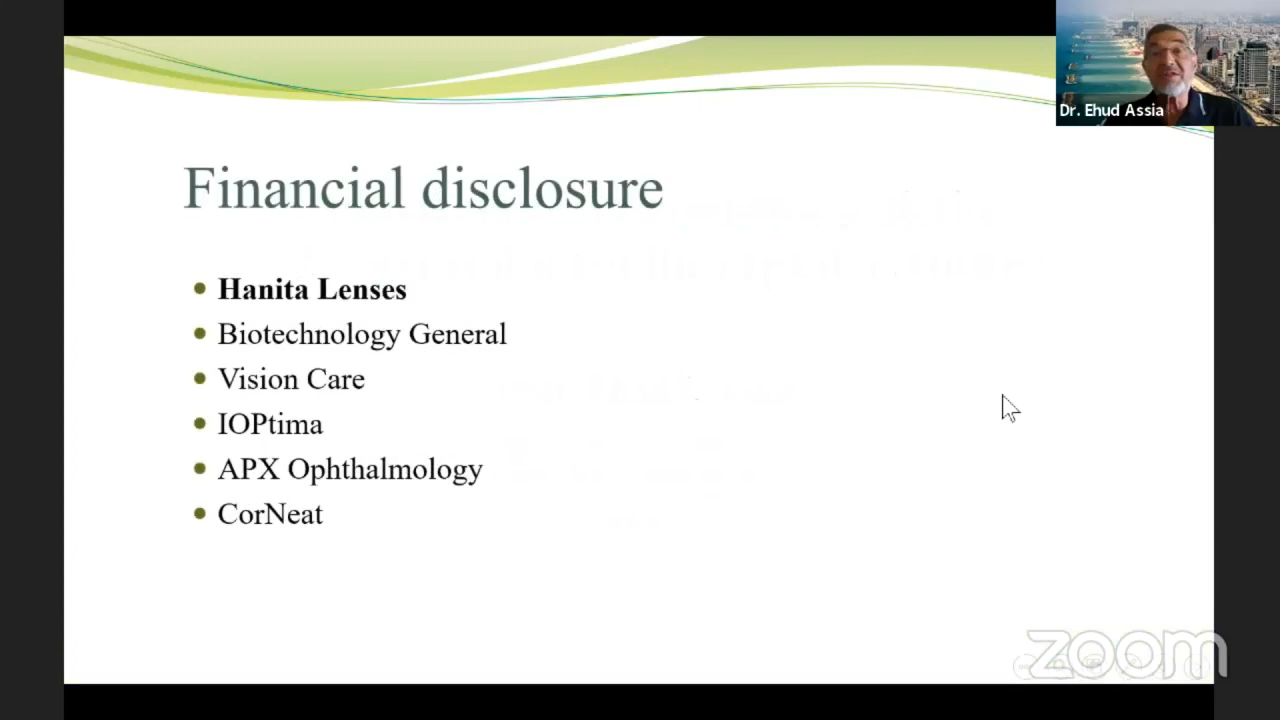 Dr. Ehud Assia
Financial disclosure
Hanita Lenses
Biotechnology General
Vision Care
IOPtima
APX Ophthalmology
CorNeat
zoom